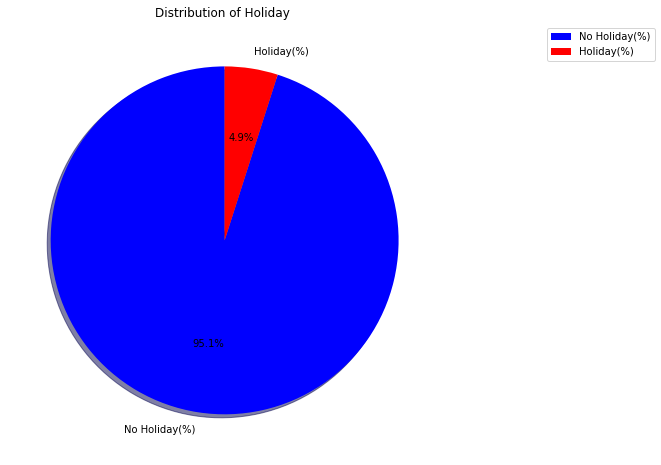 Distribution of Holiday
No Holiday(%)
Holiday(%)
Holiday(%)
4.9%
95.1%
No Holiday(%)